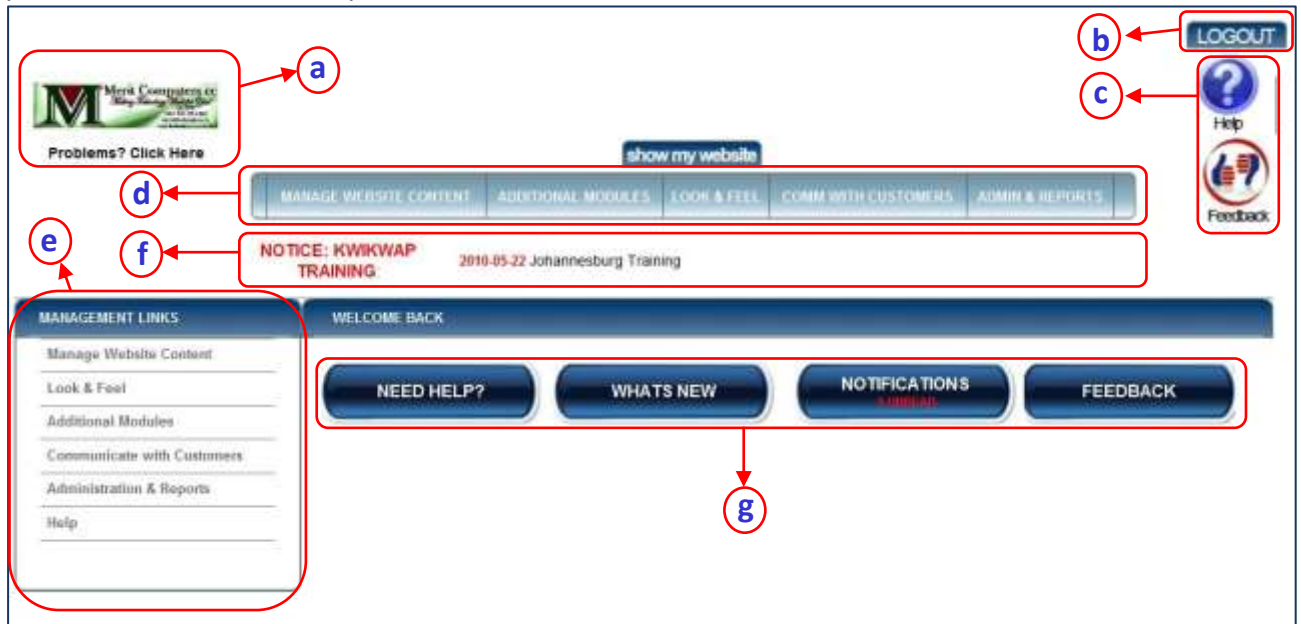 b
LOGOUT
a
c
Merit Computers cc
Help
Problems? Click Here
show my website
d
MANAGE WEBSITE CONTENT ADDITIONAL MODULES LOOK & FEEL COMM WITH CUSTOMERS ADMIN & REPORTS
Feedback
e
f
NOTICE: KWIKWAP
TRAINING
2010-05-22 Johannesburg Training
MANAGEMENT LINKS
WELCOME BACK
Manage Website Content
Look & Feel
Additional Modules
Communicate with Customers
Administration & Reports
Help
NEED HELP?
WHATS NEW
NOTIFICATIONS
UNREAD
FEEDBACK
g